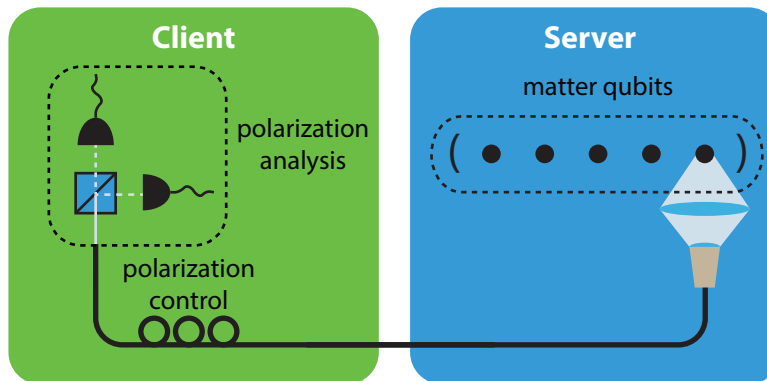 Client
polarization
analysis
polarization
control
Server
matter qubits
( )